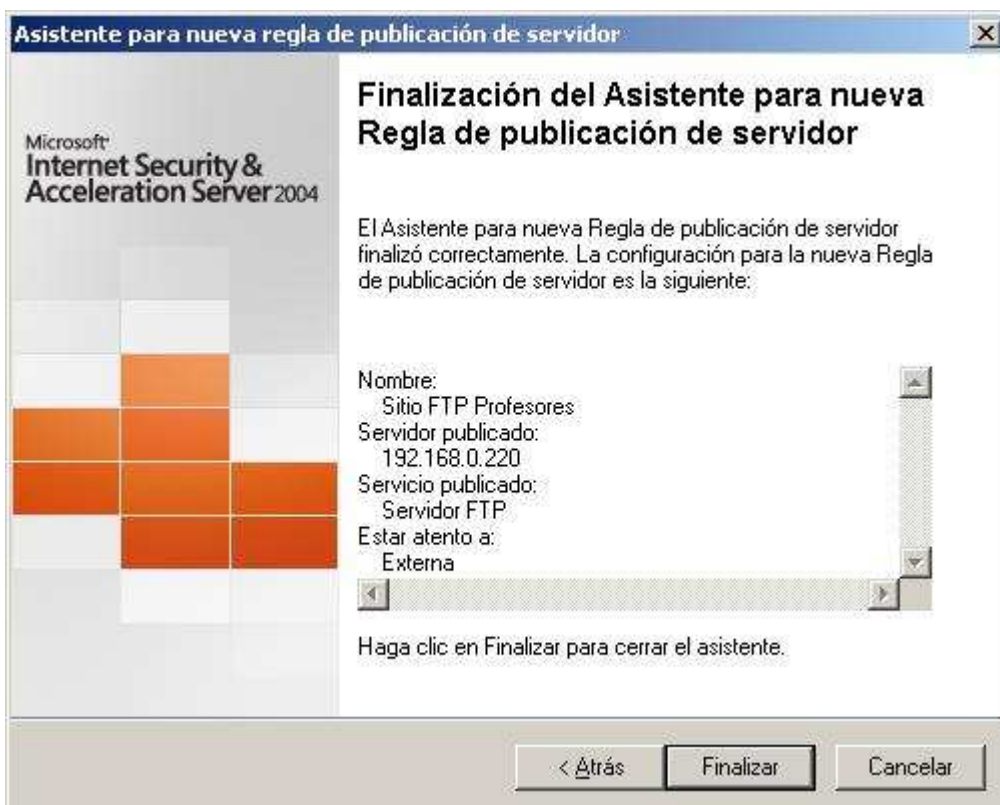 Asistente para nueva regla de publicación de servidor
Microsoft
Internet Security &
Acceleration Server 2004
Finalización del Asistente para nueva
Regla de publicación de servidor
El Asistente para nueva Regla de publicación de servidor
finalizó correctamente. La configuración para la nueva Regla
de publicación de servidor es la siguiente:
Nombre:
Sitio FTP Profesores
Servidor publicado:
192.168.0.220
Servicio publicado:
Servidor FTP
Estar atento a:
Externa
Haga clic en Finalizar para cerrar el asistente.
< Atrás
Finalizar
Cancelar